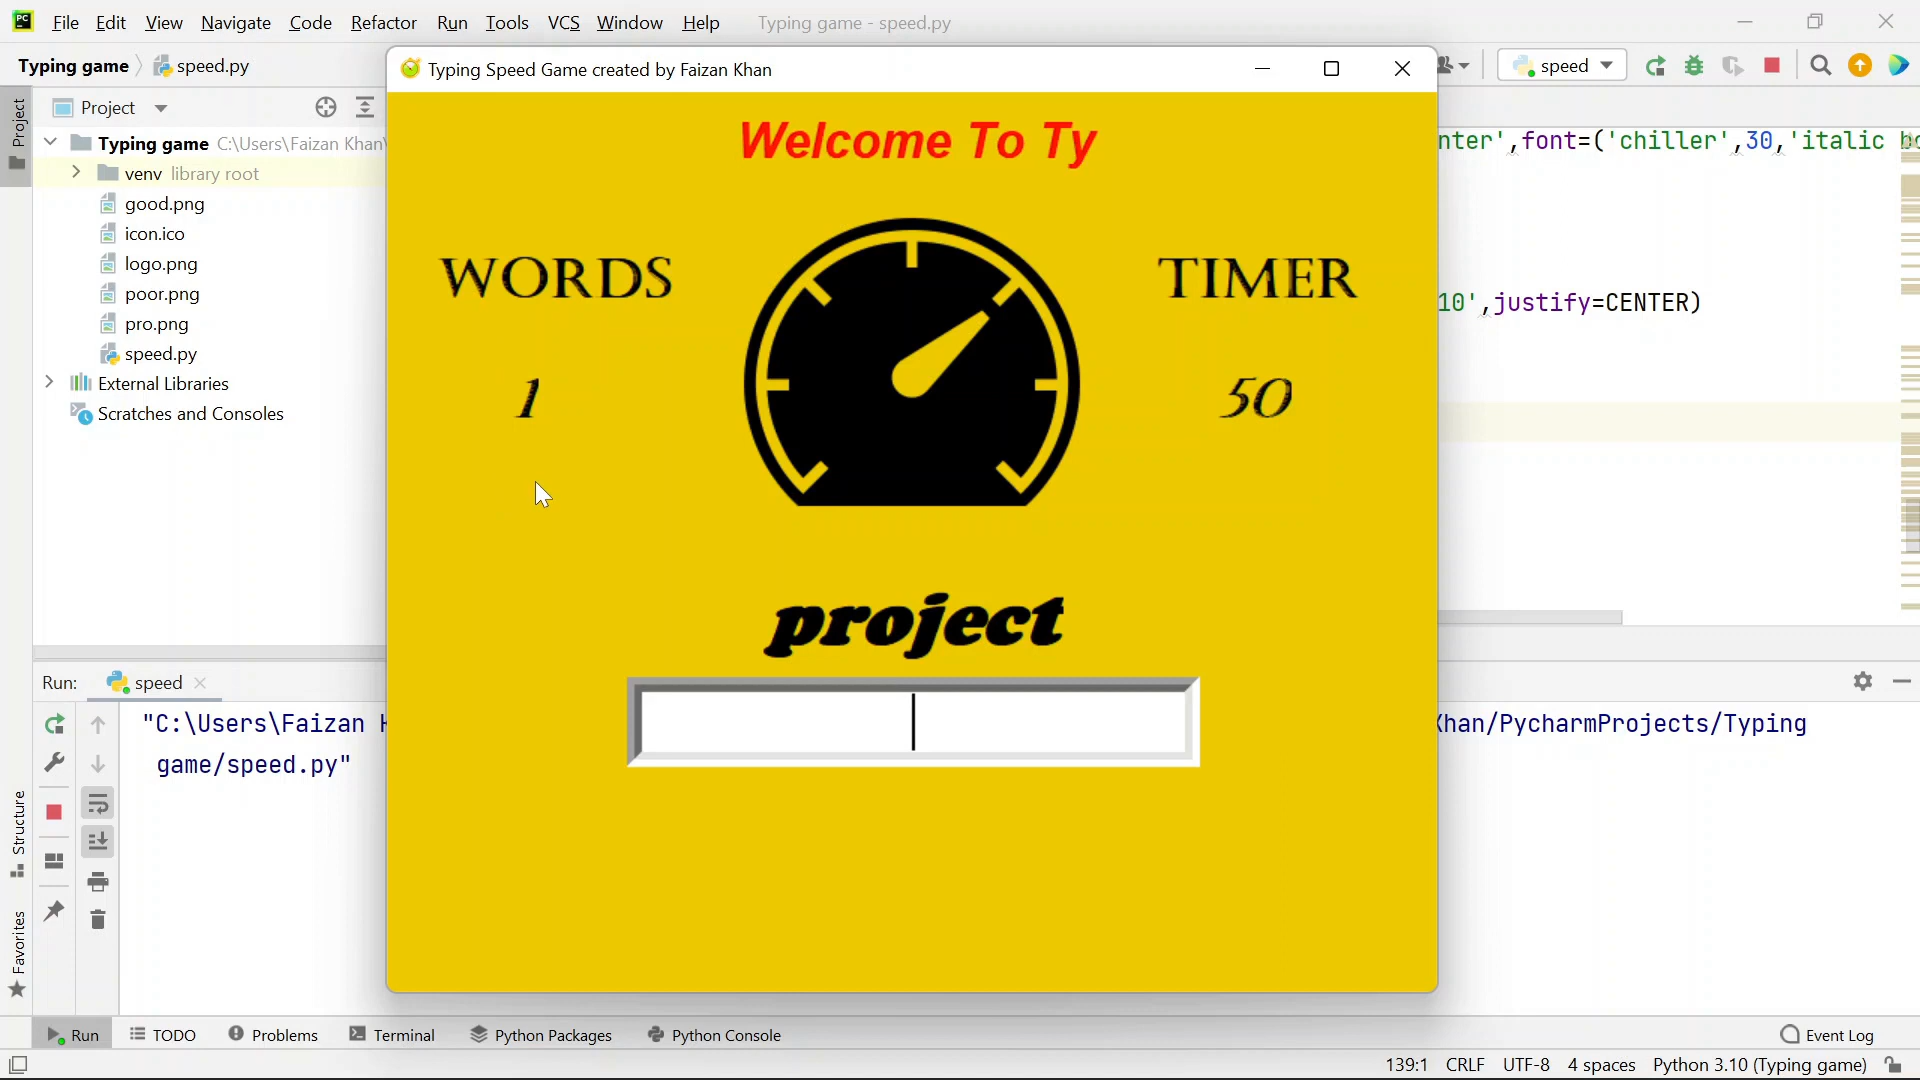 File Edit View Navigate Code Refactor Run Tools VCS Window Help Typing game - speed.py
Typing game speed.py
speed
Typing Speed Game created by Faizan Khan
Project
Project
Typing game C:\Users\Faizan Khan\
venv library root
good.png
icon.ico
logo.png
poor.png
pro.png
speed.py
External Libraries
Scratches and Consoles
Welcome To Ty
WORDS
TIMER
1
50
project
nter',font=('chiller',30,'italic
10',justify=CENTER)
Run: speed
"C:\Users\Faizan
Khan/PycharmProjects/Typing
game/speed.py"
Structure
Favorites
Run TODO Problems Terminal Python Packages Python Console Event Log
139:1 CRLF UTF-8 4 spaces Python 3.10 (Typing game)